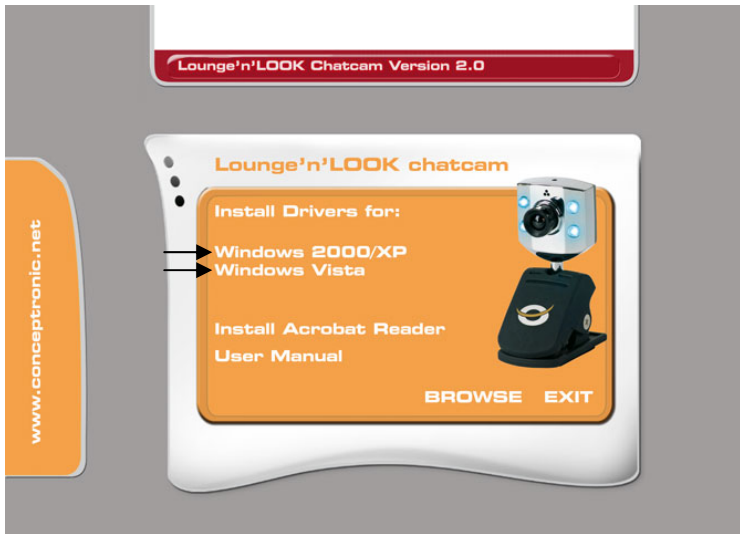 Lounge'n'LOOK Chatcam Version 2.0
www.conceptronic.net
Lounge'n'LOOK chatcam
Install Drivers for:
Windows 2000/XP
Windows Vista
Install Acrobat Reader
User Manual
BROWSE EXIT